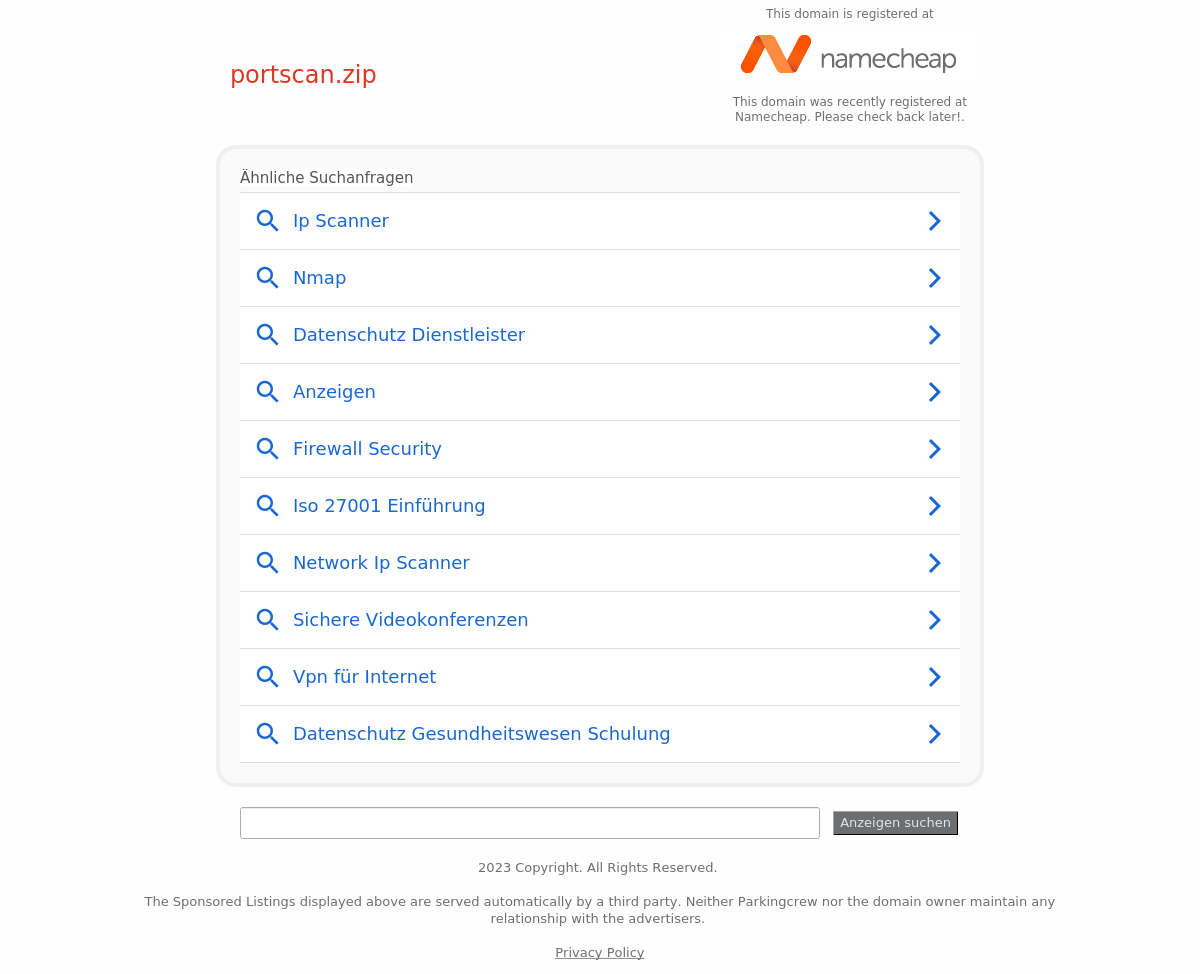 This domain is registered at
namecheap
portscan.zip
This domain was recently registered at
Namecheap. Please check back later!.
Ähnliche Suchanfragen
Ip Scanner
Nmap
Datenschutz Dienstleister
Anzeigen
Firewall Security
Iso 27001 Einführung
Network Ip Scanner
Sichere Videokonferenzen
Vpn für Internet
Datenschutz Gesundheitswesen Schulung
Anzeigen suchen
2023 Copyright. All Rights Reserved.
The Sponsored Listings displayed above are served automatically by a third party. Neither Parkingcrew nor the domain owner maintain any
relationship with the advertisers.
Privacy Policy